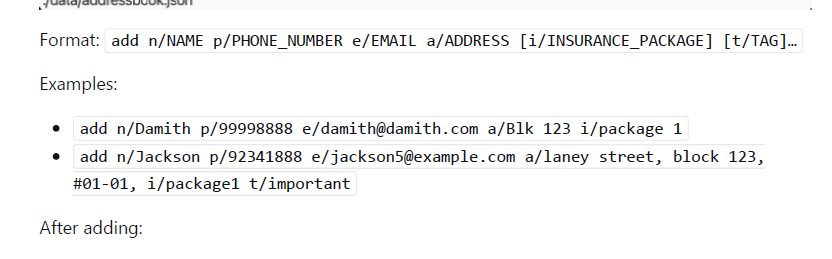 ./data/addressbook.json
Format: add n/NAME p/PHONE_NUMBER e/EMAIL a/ADDRESS [i/INSURANCE_PACKAGE] [t/TAG]…
Examples:
• add n/Damith p/99998888 e/damith@damith.com a/Blk 123 i/package 1
• add n/Jackson p/92341888 e/jackson5@example.com a/laney street, block 123,
#01-01, i/package1 t/important
After adding: